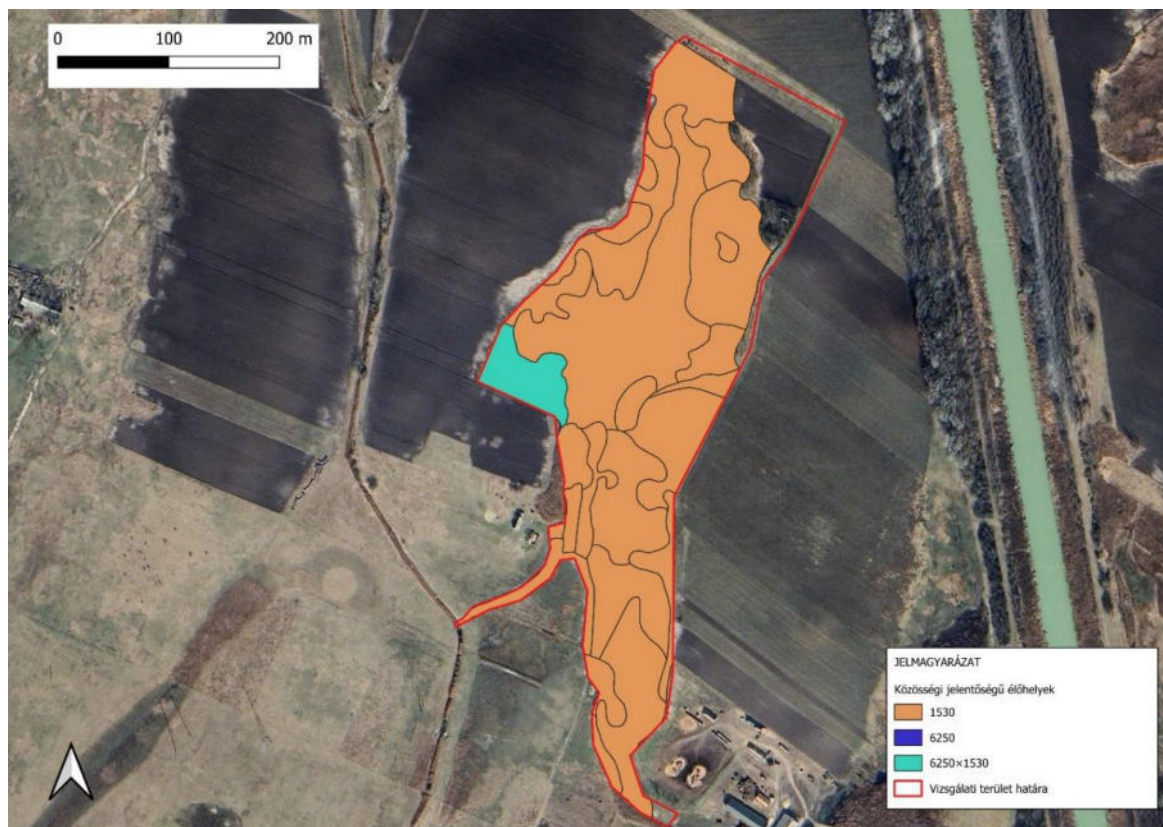 0 100 200 m
JELMAGYARÁZAT
Közösségi jelentőségű élőhelyek
1530
6250
6250×1530
Vizsgálati terület határa